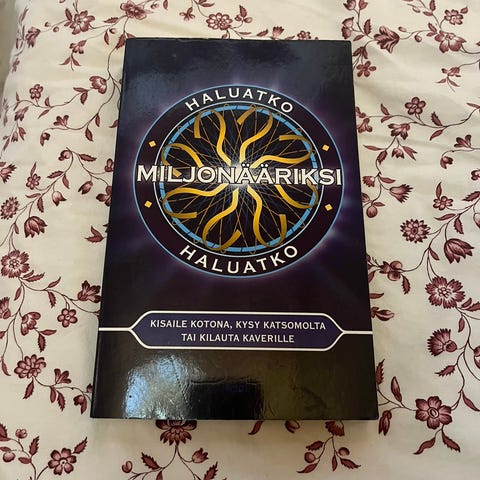 HALUATKO
MILJONÄÄRIKSI
HALUATKO
KISAILE KOTONA, KYSY KATSOMOLTA
TAI KILAUTA KAVERILLE